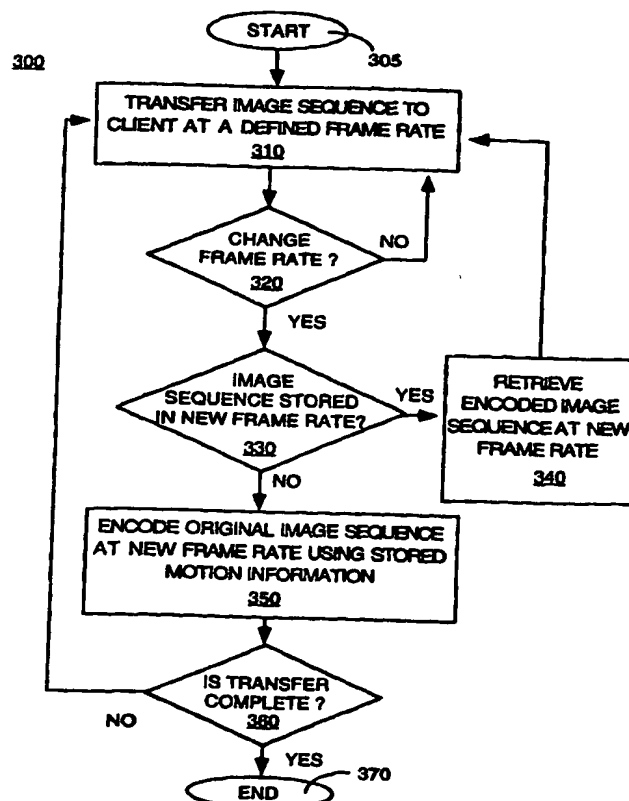 START
305
300
TRANSFER IMAGE SEQUENCE TO
CLIENT AT A DEFINED FRAME RATE
310
CHANGE
FRAME RATE ?
320
NO
YES
IMAGE
SEQUENCE STORED
IN NEW FRAME RATE?
330
YES
RETRIEVE
ENCODED IMAGE
SEQUENCE AT NEW
FRAME RATE
340
NO
ENCODE ORIGINAL IMAGE SEQUENCE
AT NEW FRAME RATE USING STORED
MOTION INFORMATION
350
IS TRANSFER
COMPLETE ?
360
NO
YES
END
370